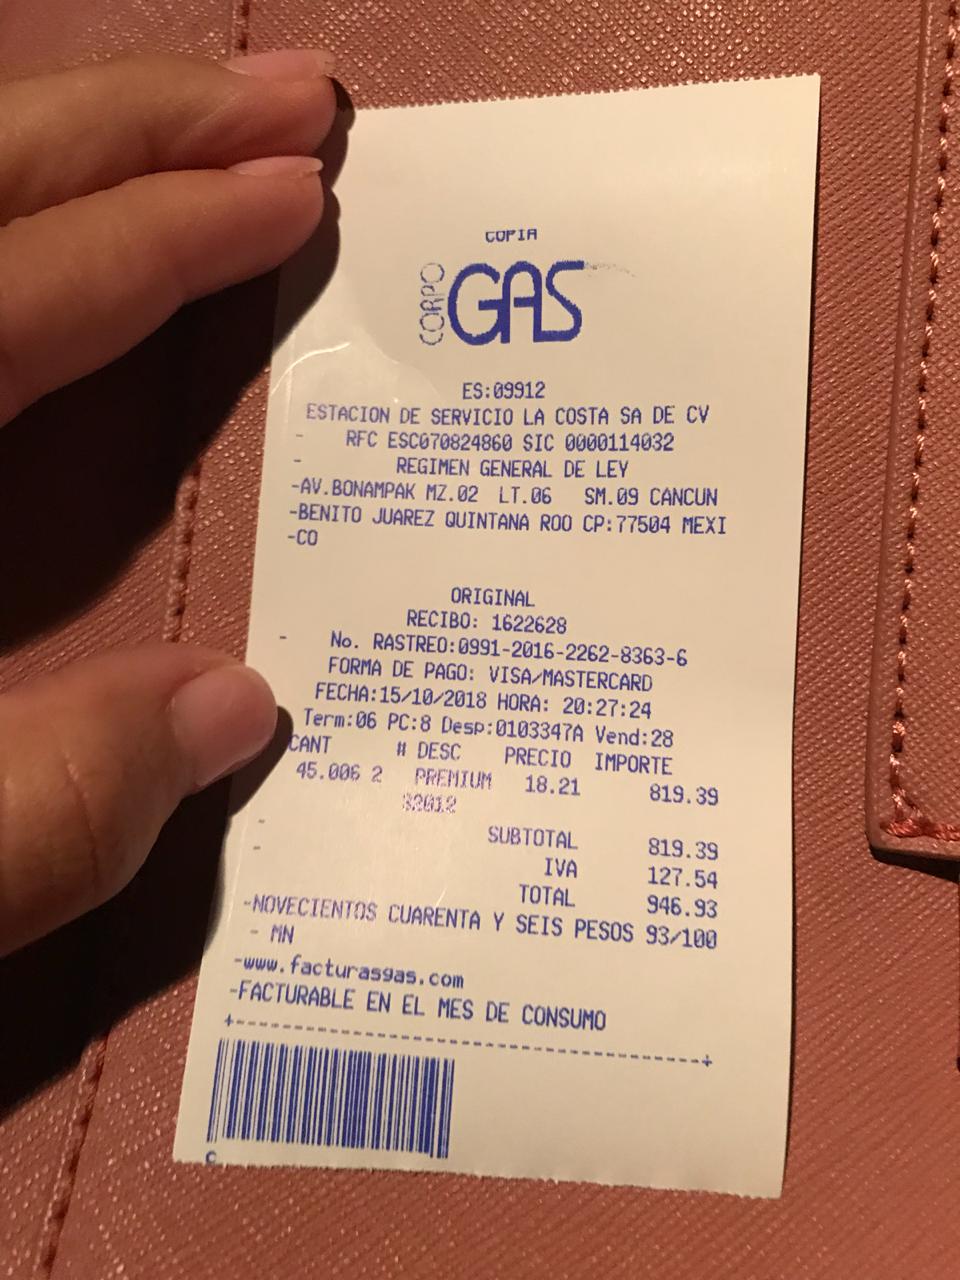 COPIA
CORPO GAS
ES:09912
ESTACION DE SERVICIO LA COSTA SA DE CV
- RFC ESC070824860 SIC 0000114032
- REGIMEN GENERAL DE LEY
-AV.BONAMPAK MZ.02 LT.06 SM.09 CANCUN
-BENITO JUAREZ QUINTANA ROO CP:77504 MEXI
-CO
ORIGINAL
RECIBO: 1622628
- No. RASTREO:0991-2016-2262-8363-6
FORMA DE PAGO: VISA/MASTERCARD
FECHA:15/10/2018 HORA: 20:27:24
Term:06 PC:8 Desp:0103347A Vend:28
CANT # DESC PRECIO IMPORTE
45.006 2 PREMIUM 18.21 819.39
32012
- SUBTOTAL 819.39
- IVA 127.54
TOTAL 946.93
-NOVECIENTOS CUARENTA Y SEIS PESOS 93/100
- MN
-www.facturasgas.com
-FACTURABLE EN EL MES DE CONSUMO
+----------------------------------------+
C